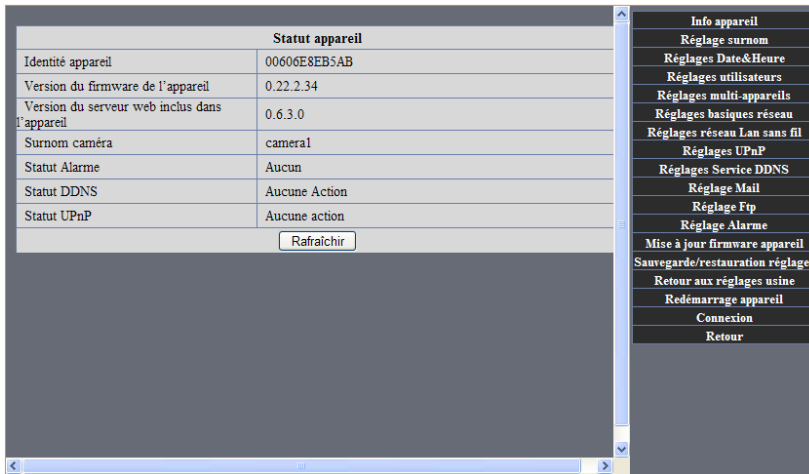 Statut appareil
Identité appareil 00606E8EB5AB
Version du firmware de l'appareil 0.22.2.34
Version du serveur web inclus dans
l'appareil 0.6.3.0
Surnom caméra camera1
Statut Alarme Aucun
Statut DDNS Aucune Action
Statut UPnP Aucune action
Rafraîchir
Info appareil
Réglage surnom
Réglages Date&Heure
Réglages utilisateurs
Réglages multi-appareils
Réglages basiques réseau
Réglages réseau Lan sans fil
Réglages UPnP
Réglages Service DDNS
Réglage Mail
Réglage Ftp
Réglage Alarme
Mise à jour firmware appareil
Sauvegarde/restauration réglage
Retour aux réglages usine
Redémarrage appareil
Connexion
Retour